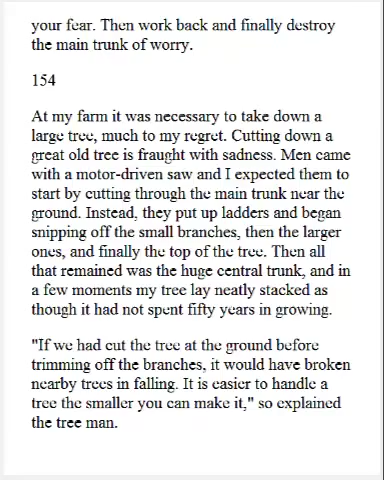 your fear. Then work back and finally destroy
the main trunk of worry.
154
At my farm it was necessary to take down a
large tree, much to my regret. Cutting down a
great old tree is fraught with sadness. Men came
with a motor-driven saw and I expected them to
start by cutting through the main trunk near the
ground. Instead, they put up ladders and began
snipping off the small branches, then the larger
ones, and finally the top of the tree. Then all
that remained was the huge central trunk, and in
a few moments my tree lay neatly stacked as
though it had not spent fifty years in growing.
"If we had cut the tree at the ground before
trimming off the branches, it would have broken
nearby trees in falling. It is easier to handle a
tree the smaller you can make it," so explained
the tree man.